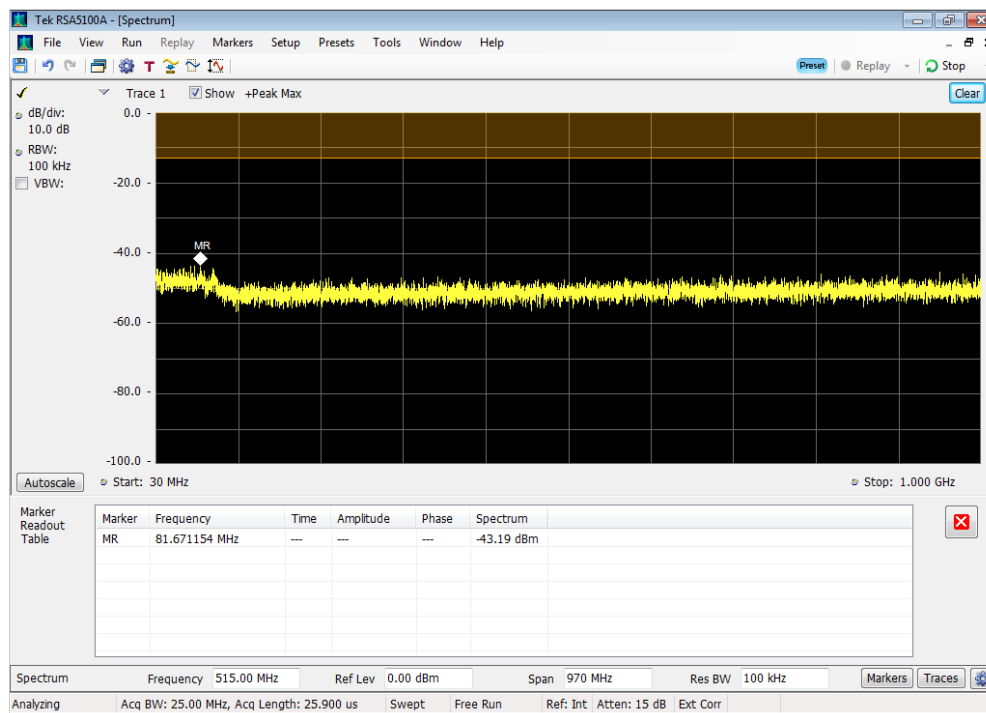 Tek RSA5100A - [Spectrum]
File View Run Replay Markers Setup Presets Tools Window Help
T Preset Replay Stop
Trace 1 Show +Peak Max Clear
dB/div:
10.0 dB
RBW:
100 kHz
VBW:
0.0 -
-20.0 -
-40.0 -
-60.0 -
-80.0 -
-100.0 -
MR
Autoscale Start: 30 MHz Stop: 1.000 GHz
Marker
Readout
Table
Marker Frequency Time Amplitude Phase Spectrum
MR 81.671154 MHz --- --- --- -43.19 dBm
Spectrum Frequency 515.00 MHz Ref Lev 0.00 dBm Span 970 MHz Res BW 100 kHz Markers Traces
Analyzing Acq BW: 25.00 MHz, Acq Length: 25.900 us Swept Free Run Ref: Int Atten: 15 dB Ext Corr